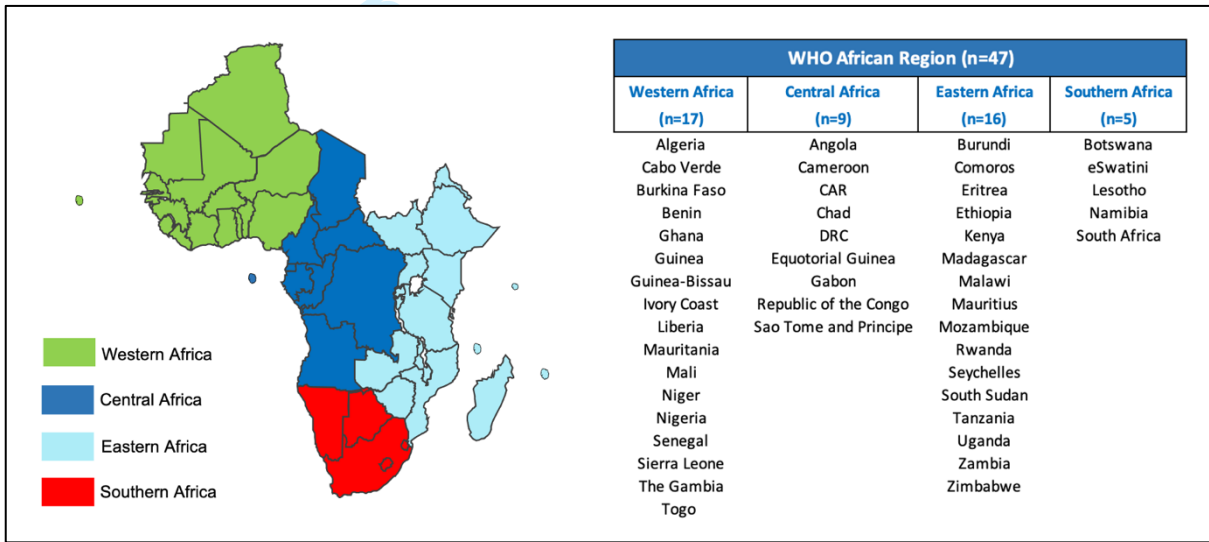 WHO African Region (n=47)
Western Africa Central Africa Eastern Africa Southern Africa
(n=17) (n=9) (n=16) (n=5)
Algeria Angola Burundi Botswana
Cabo Verde Cameroon Comoros eSwatini
Burkina Faso CAR Eritrea Lesotho
Benin Chad Ethiopia Namibia
Ghana DRC Kenya South Africa
Guinea Equatorial Guinea Madagascar
Guinea-Bissau Gabon Malawi
Ivory Coast Republic of the Congo Mauritius
Liberia Sao Tome and Principe Mozambique
Mauritania Rwanda
Mali Seychelles
Niger South Sudan
Nigeria Tanzania
Senegal Uganda
Sierra Leone Zambia
The Gambia Zimbabwe
Togo
Western Africa
Central Africa
Eastern Africa
Southern Africa